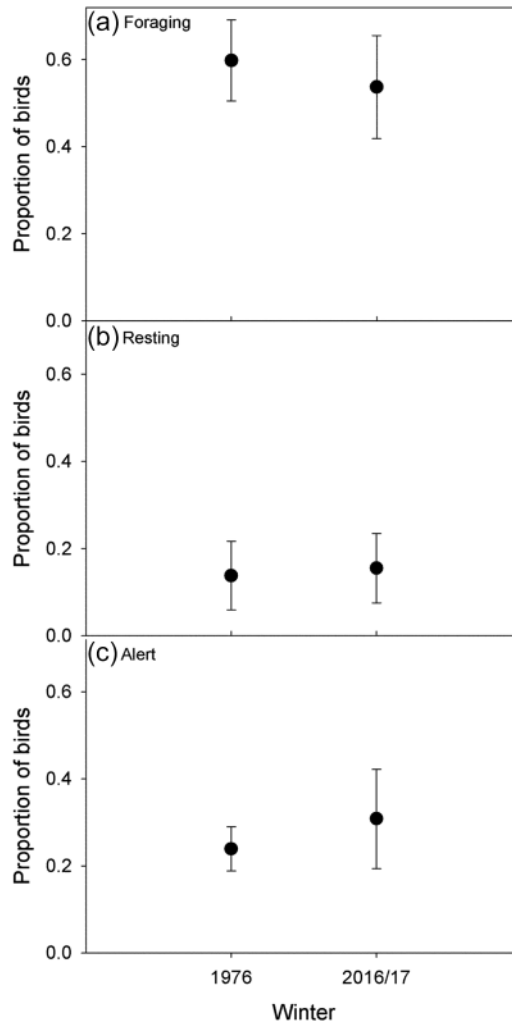 (a) Foraging
0.6
0.4
0.2
0.0
Proportion of birds
(b) Resting
0.6
0.4
0.2
0.0
Proportion of birds
(c) Alert
0.6
0.4
0.2
0.0
Proportion of birds
1976 2016/17
Winter